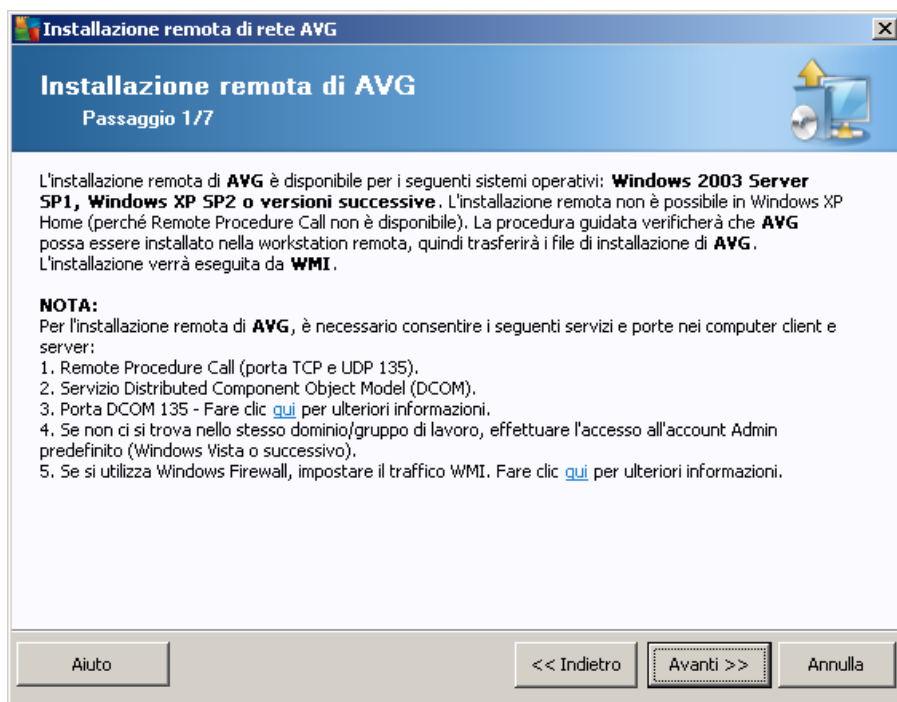 Installazione remota di rete AVG
Installazione remota di AVG
Passaggio 1/7
L'installazione remota di AVG è disponibile per i seguenti sistemi operativi: Windows 2003 Server
SP1, Windows XP SP2 o versioni successive. L'installazione remota non è possibile in Windows XP
Home (perché Remote Procedure Call non è disponibile). La procedura guidata verificherà che AVG
possa essere installato nella workstation remota, quindi trasferirà i file di installazione di AVG.
L'installazione verrà eseguita da WMI.
NOTA:
Per l'installazione remota di AVG, è necessario consentire i seguenti servizi e porte nei computer client e
server:
1. Remote Procedure Call (porta TCP e UDP 135).
2. Servizio Distributed Component Object Model (DCOM).
3. Porta DCOM 135 - Fare clic qui per ulteriori informazioni.
4. Se non ci si trova nello stesso dominio/gruppo di lavoro, effettuare l'accesso all'account Admin
predefinito (Windows Vista o successivo).
5. Se si utilizza Windows Firewall, impostare il traffico WMI. Fare clic qui per ulteriori informazioni.
Aiuto
<< Indietro
Avanti >>
Annulla